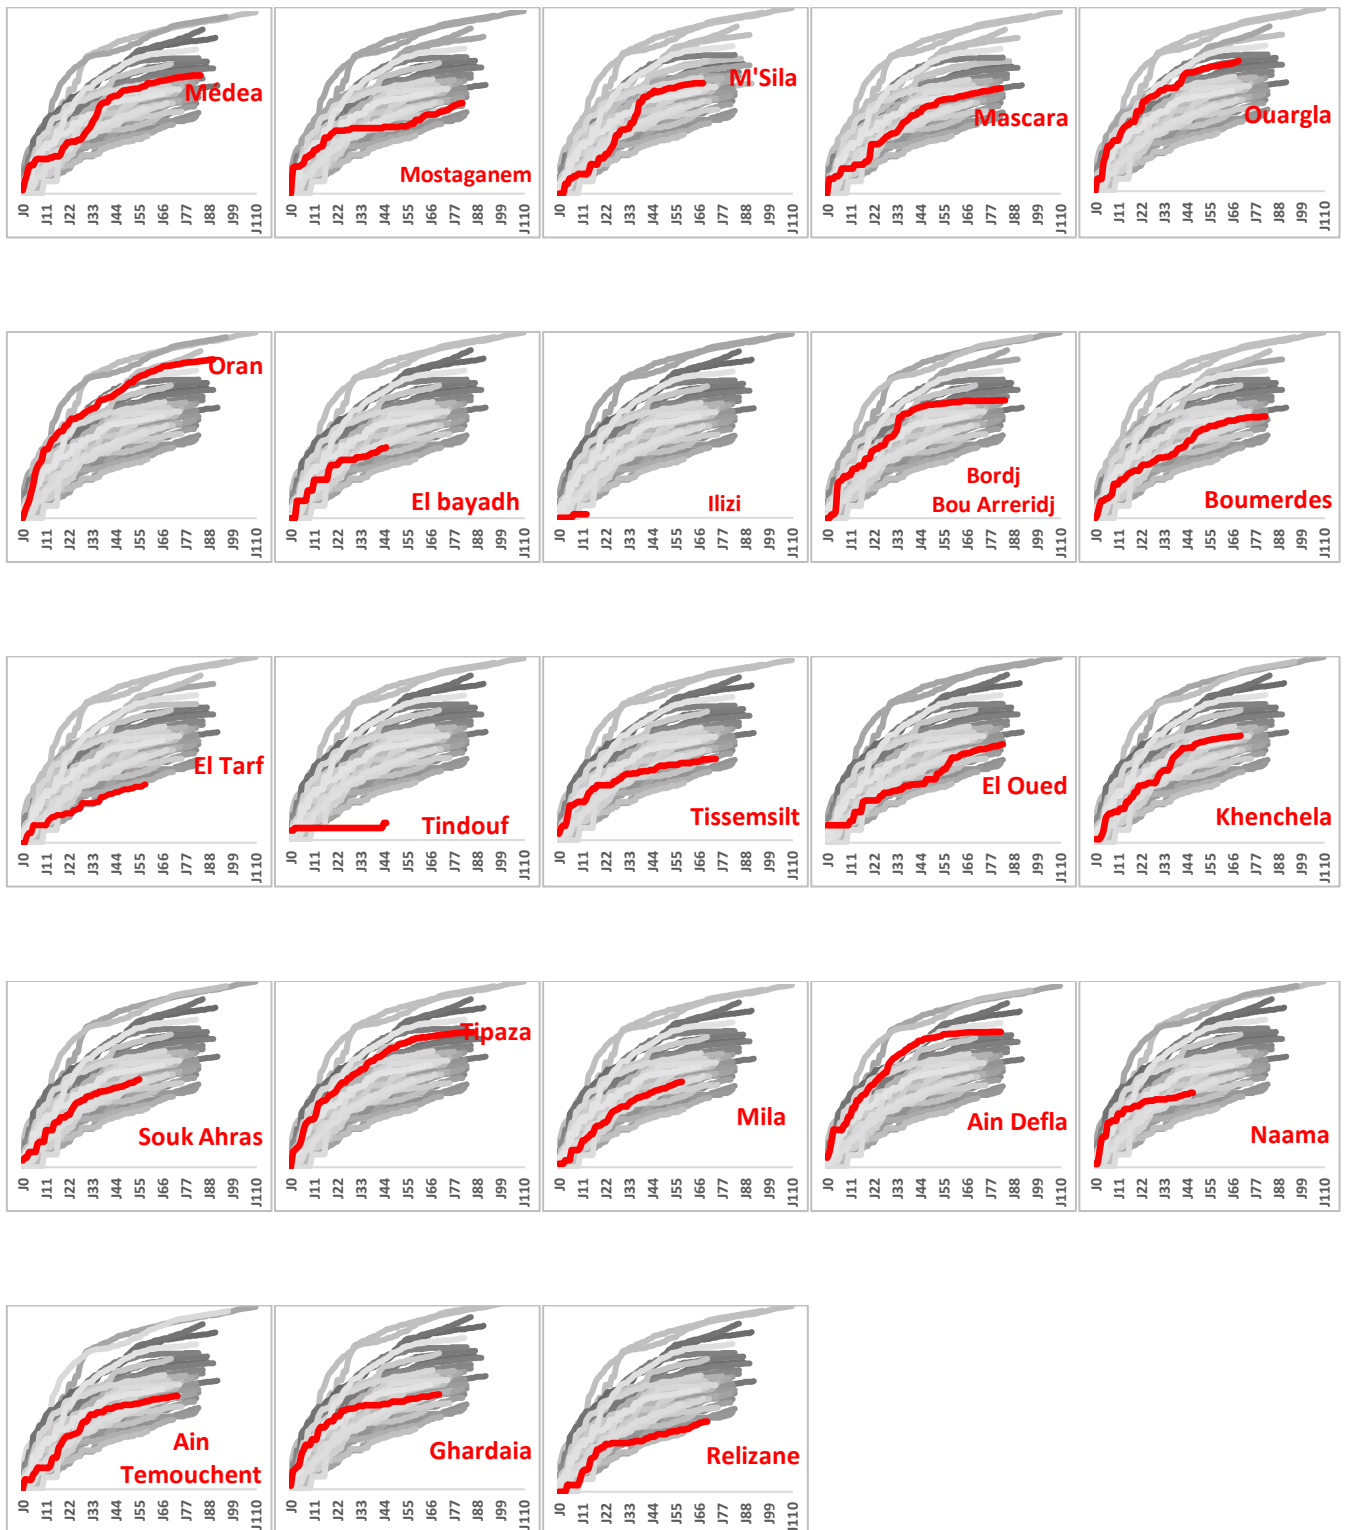 Médea
J0 J11 J22 J33 J44 J55 J66 J77 J88 J99 J110
Mostaganem
J0 J11 J22 J33 J44 J55 J66 J77 J88 J99 J110
M'Sila
J0 J11 J22 J33 J44 J55 J66 J77 J88 J99 J110
Mascara
J0 J11 J22 J33 J44 J55 J66 J77 J88 J99 J110
Ouargla
J0 J11 J22 J33 J44 J55 J66 J77 J88 J99 J110
Oran
J0 J11 J22 J33 J44 J55 J66 J77 J88 J99 J110
El bayadh
J0 J11 J22 J33 J44 J55 J66 J77 J88 J99 J110
Ilizi
J0 J11 J22 J33 J44 J55 J66 J77 J88 J99 J110
Bordj
Bou Arreridj
J0 J11 J22 J33 J44 J55 J66 J77 J88 J99 J110
Boumerdes
J0 J11 J22 J33 J44 J55 J66 J77 J88 J99 J110
El Tarf
J0 J11 J22 J33 J44 J55 J66 J77 J88 J99 J110
Tindouf
J0 J11 J22 J33 J44 J55 J66 J77 J88 J99 J110
Tissemsilt
J0 J11 J22 J33 J44 J55 J66 J77 J88 J99 J110
El Oued
J0 J11 J22 J33 J44 J55 J66 J77 J88 J99 J110
Khenchela
J0 J11 J22 J33 J44 J55 J66 J77 J88 J99 J110
Souk Ahras
J0 J11 J22 J33 J44 J55 J66 J77 J88 J99 J110
Tipaza
J0 J11 J22 J33 J44 J55 J66 J77 J88 J99 J110
Mila
J0 J11 J22 J33 J44 J55 J66 J77 J88 J99 J110
Ain Defla
J0 J11 J22 J33 J44 J55 J66 J77 J88 J99 J110
Naama
J0 J11 J22 J33 J44 J55 J66 J77 J88 J99 J110
Ain
Temouchent
J0 J11 J22 J33 J44 J55 J66 J77 J88 J99 J110
Ghardaia
J0 J11 J22 J33 J44 J55 J66 J77 J88 J99 J110
Relizane
J0 J11 J22 J33 J44 J55 J66 J77 J88 J99 J110